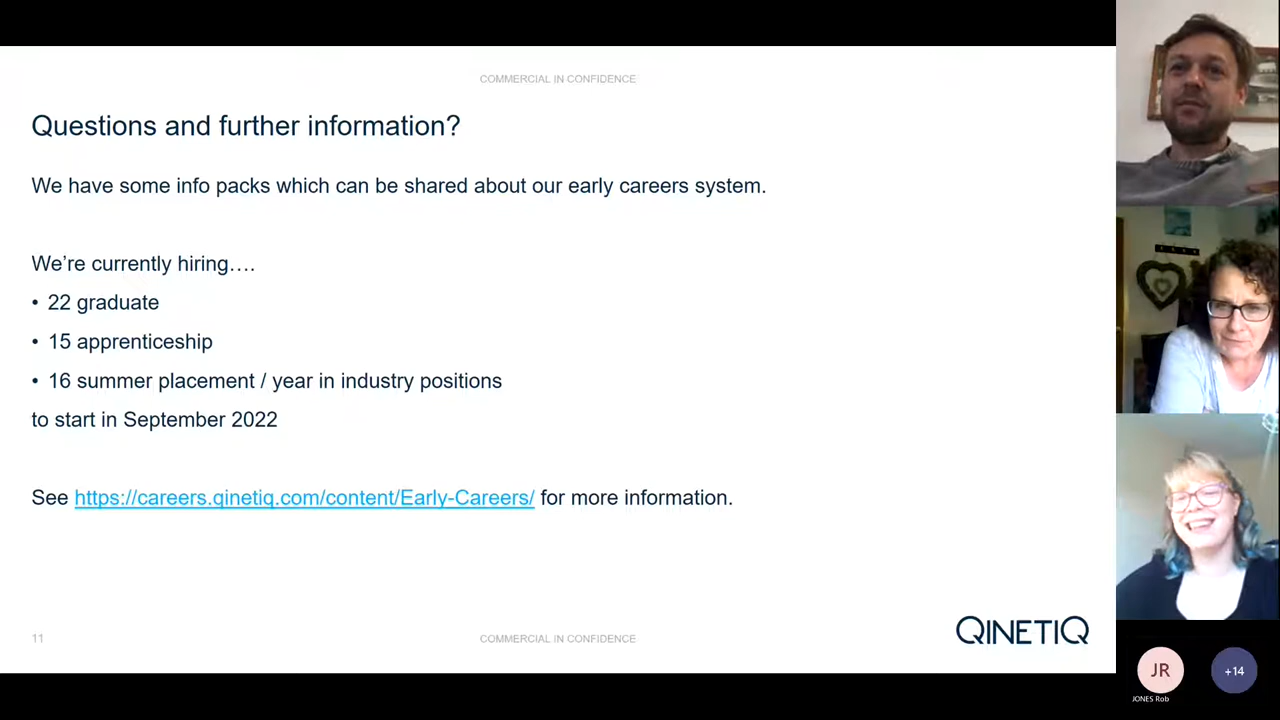 COMMERCIAL IN CONFIDENCE
Questions and further information?
We have some info packs which can be shared about our early careers system.
We're currently hiring….
• 22 graduate
• 15 apprenticeship
• 16 summer placement / year in industry positions
to start in September 2022
See https://careers.qinetiq.com/content/Early-Careers/ for more information.
11
COMMERCIAL IN CONFIDENCE
QINETIQ
JR
+14
JONES Rob